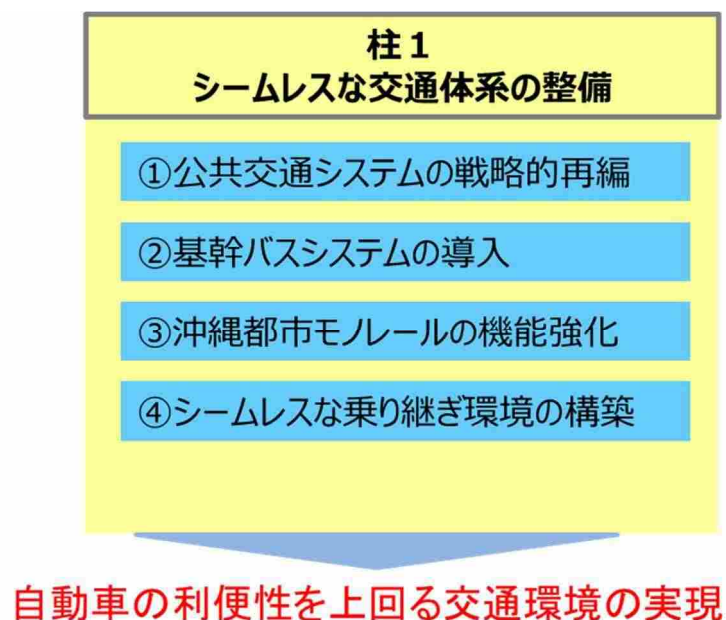 柱１
シームレスな交通体系の整備
①公共交通システムの戦略的再編
②基幹バスシステムの導入
③沖縄都市モノレールの機能強化
④シームレスな乗り継ぎ環境の構築
自動車の利便性を上回る交通環境の実現